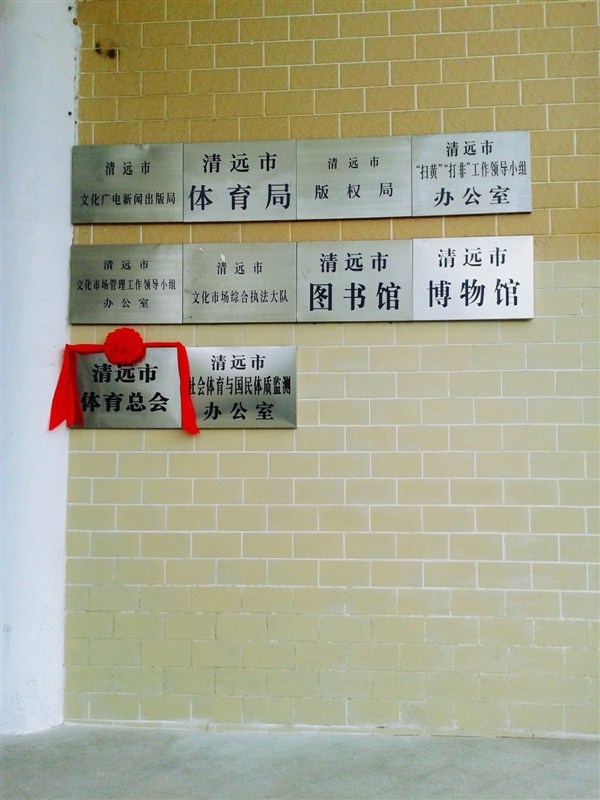 清远市
文化广电新闻出版局
清远市
体育局
清远市
版权局
清远市
“扫黄”“打非”工作领导小组
办公室
清远市
文化市场管理工作领导小组
办公室
清远市
文化市场综合执法大队
清远市
图书馆
清远市
博物馆
清远市
体育总会
清远市
社会体育与国民体质监测
办公室